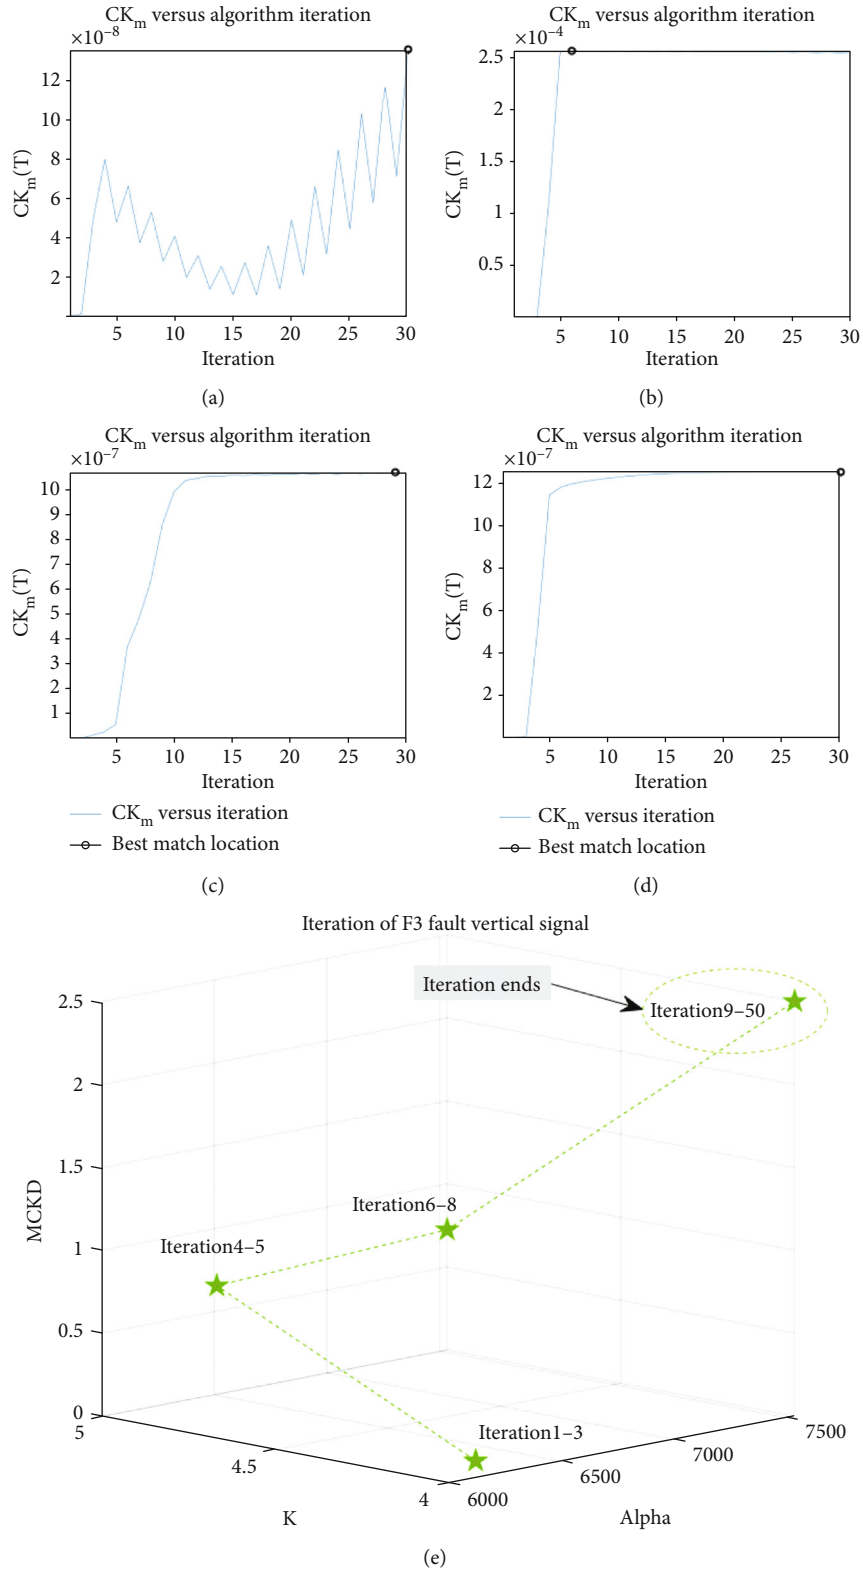 CKm versus algorithm iteration
×10−8
12
10
8
6
4
2
CKm(T)
5 10 15 20 25 30
Iteration
(a)
CKm versus algorithm iteration
×10−4
2.5
2
1.5
1
0.5
CKm(T)
5 10 15 20 25 30
Iteration
(b)
CKm versus algorithm iteration
×10−7
10
9
8
7
6
5
4
3
2
1
CKm(T)
5 10 15 20 25 30
Iteration
CKm versus iteration
Best match location
(c)
CKm versus algorithm iteration
×10−7
12
10
8
6
4
2
CKm(T)
5 10 15 20 25 30
Iteration
CKm versus iteration
Best match location
(d)
Iteration of F3 fault vertical signal
Iteration ends
Iteration9–50
Iteration6–8
Iteration4–5
Iteration1–3
2.5
2
1.5
1
0.5
0
MCKD
5
4.5
4
K
6000
6500
7000
7500
Alpha
(e)